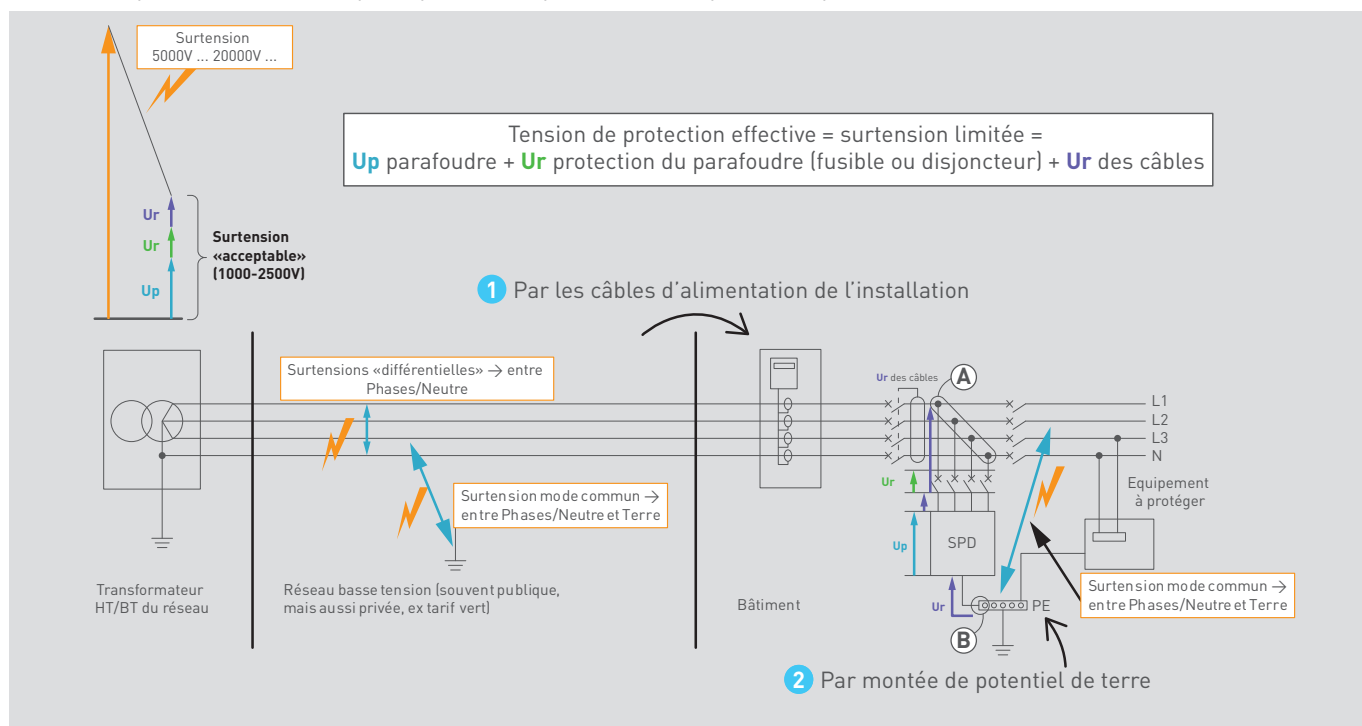 Surtension
5000V ... 20000V ...
Tension de protection effective = surtension limitée =
Up parafoudre + Ur protection du parafoudre (fusible ou disjoncteur) + Ur des câbles
Ur
Ur
Up
Surtension
«acceptable»
(1000-2500V)
1 Par les câbles d'alimentation de l'installation
Surtensions «différentielles» → entre
Phases/Neutre
Surtension mode commun →
entre Phases/Neutre et Terre
Transformateur
HT/BT du réseau
Réseau basse tension (souvent publique,
mais aussi privée, ex tarif vert)
Bâtiment
Ur des câbles
A
L1
L2
L3
N
Ur
Up
SPD
Ur
PE
B
Equipement
à protéger
Surtension mode commun →
entre Phases/Neutre et Terre
2 Par montée de potentiel de terre